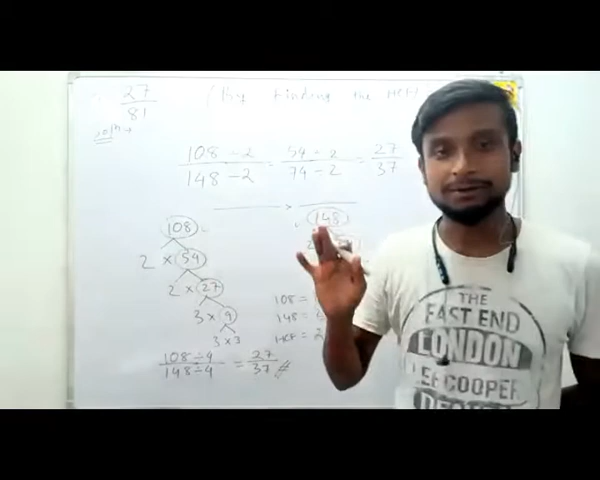 27
81 (by finding the HCF)
soln →
108 ÷ 2 = 54 ÷ 2 = 27
148 ÷ 2 74 ÷ 2 37
108 148
2 × 54
2 × 27
3 × 9 108 =
148 =
3 × 3 HCF = 2
108 ÷ 4 = 27
148 ÷ 4 37
THE
EAST END
LONDON
COOPER